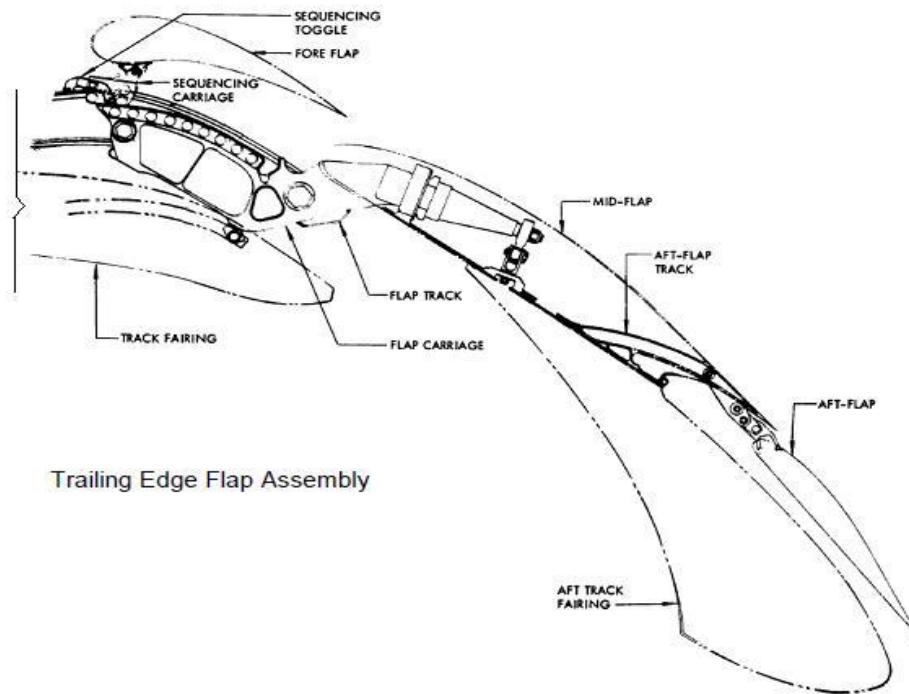 SEQUENCING
TOGGLE
FORE FLAP
SEQUENCING
CARRIAGE
MID-FLAP
AFT-FLAP
TRACK
FLAP TRACK
TRACK FAIRING
FLAP CARRIAGE
AFT-FLAP
Trailing Edge Flap Assembly
AFT TRACK
FAIRING